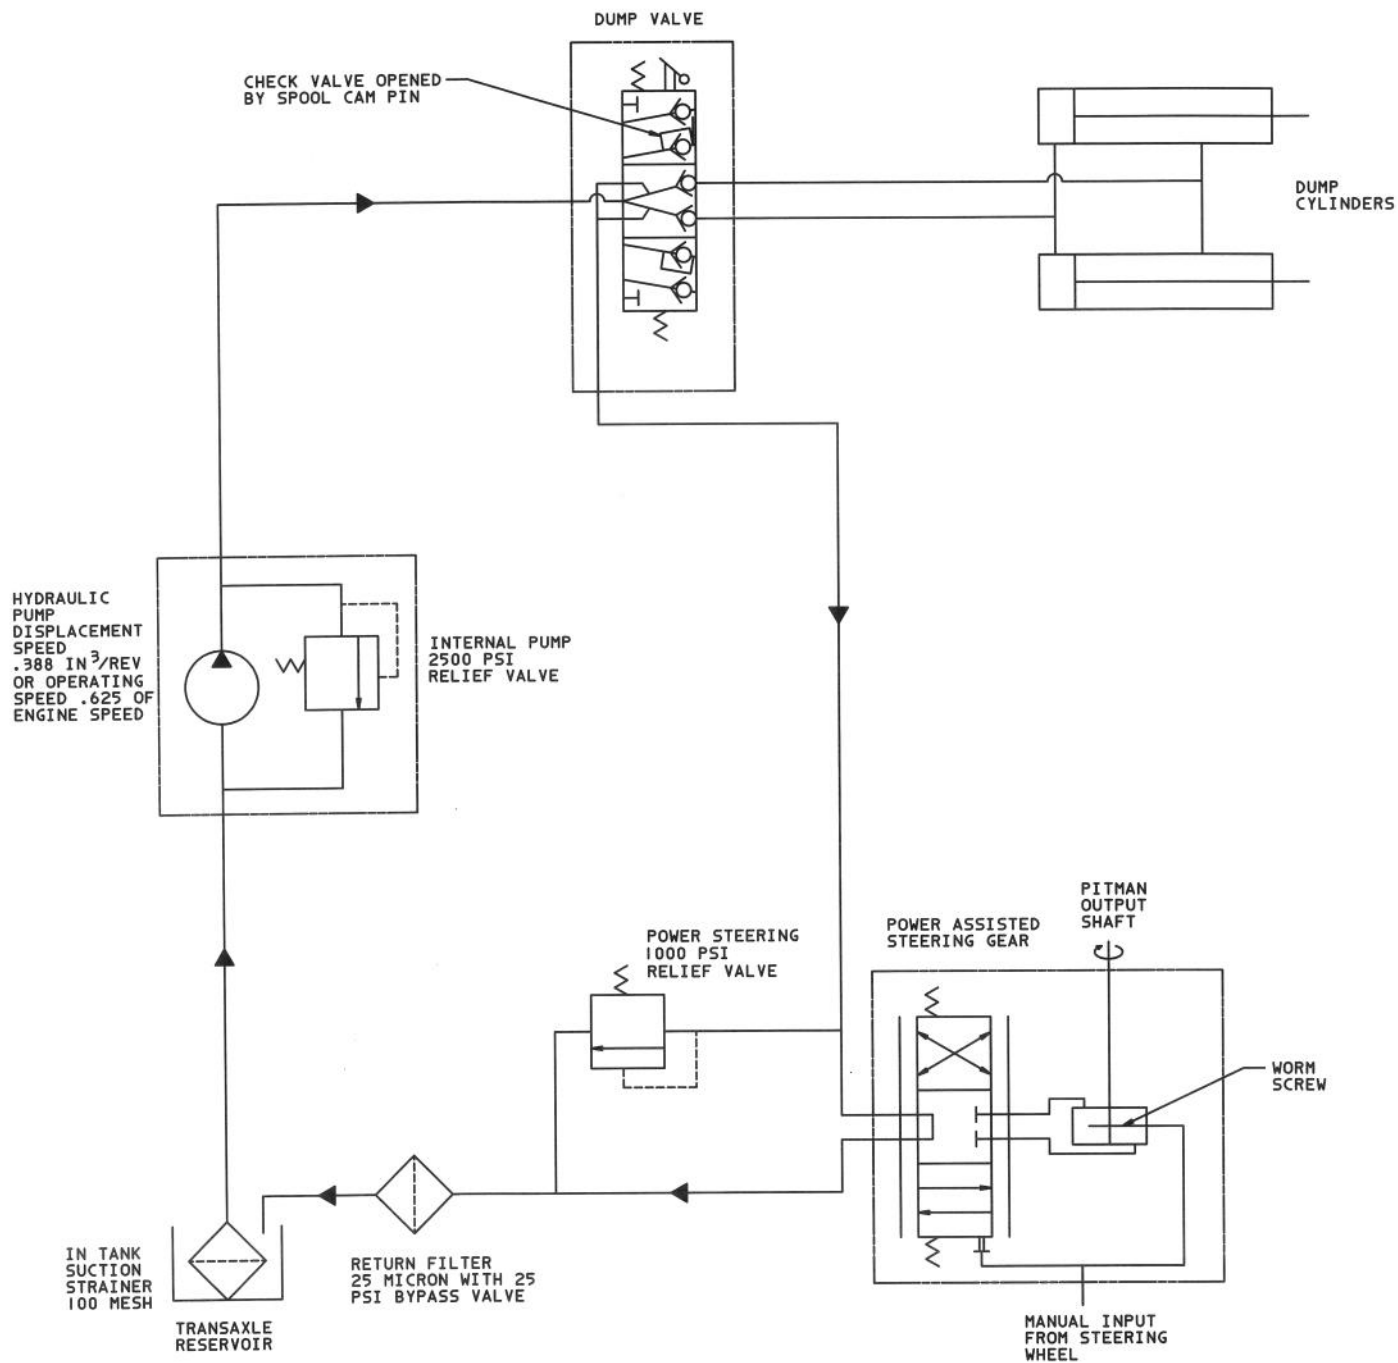 DUMP VALVE
CHECK VALVE OPENED
BY SPOOL CAM PIN
DUMP
CYLINDERS
HYDRAULIC
PUMP
DISPLACEMENT
SPEED
.388 IN³/REV
OR OPERATING
SPEED .625 OF
ENGINE SPEED
INTERNAL PUMP
2500 PSI
RELIEF VALVE
POWER STEERING
1000 PSI
RELIEF VALVE
POWER ASSISTED
STEERING GEAR
PITMAN
OUTPUT
SHAFT
WORM
SCREW
IN TANK
SUCTION
STRAINER
100 MESH
TRANSAXLE
RESERVOIR
RETURN FILTER
25 MICRON WITH 25
PSI BYPASS VALVE
MANUAL INPUT
FROM STEERING
WHEEL